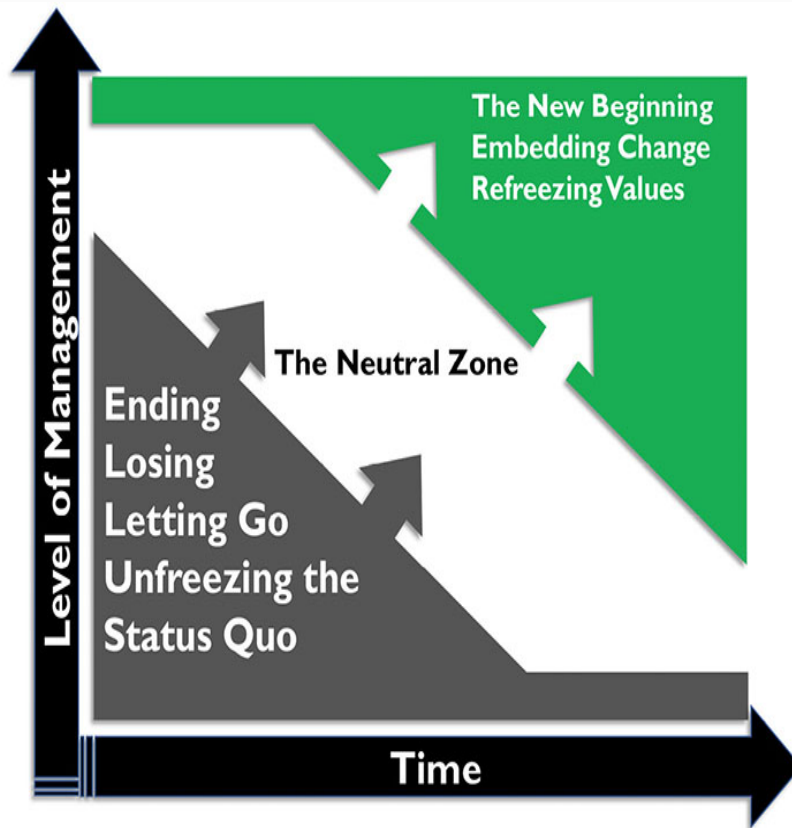 Level of Management
The New Beginning
Embedding Change
Refreezing Values
The Neutral Zone
Ending
Losing
Letting Go
Unfreezing the
Status Quo
Time